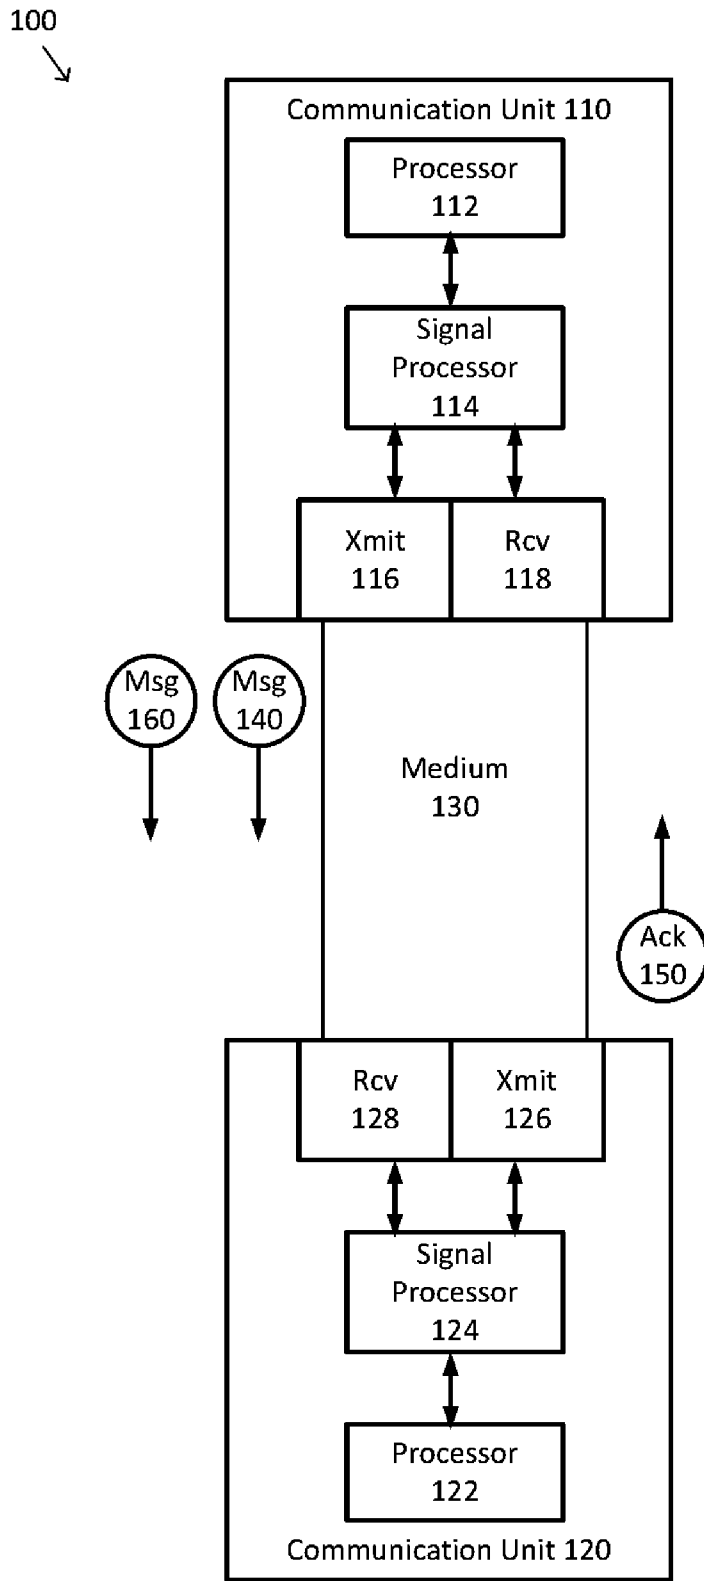 100
Communication Unit 110
Processor
112
Signal
Processor
114
Xmit
116
Rcv
118
Msg
160
Msg
140
Medium
130
Ack
150
Rcv
128
Xmit
126
Signal
Processor
124
Processor
122
Communication Unit 120